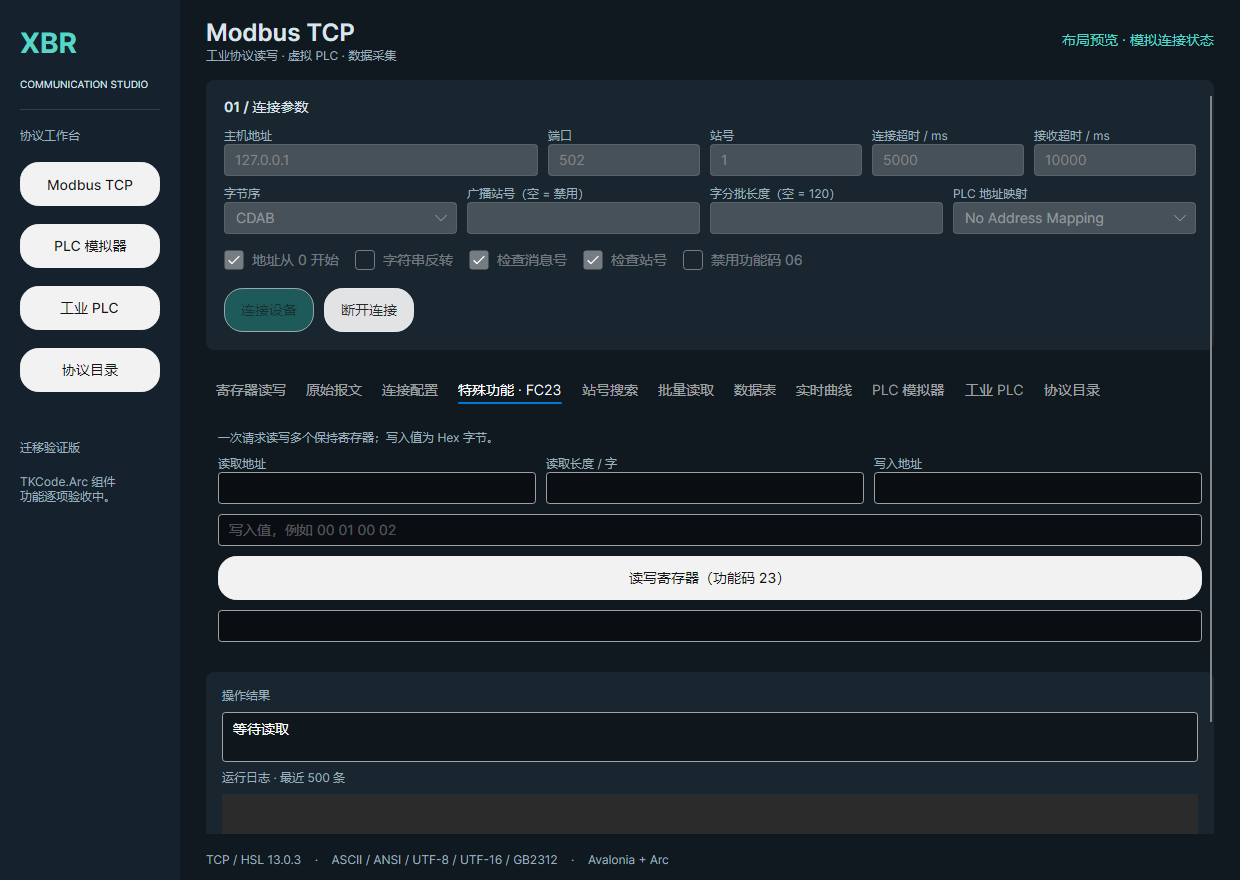 XBR
COMMUNICATION STUDIO
协议工作台
Modbus TCP
PLC 模拟器
工业 PLC
协议目录
迁移验证版
TKCode.Arc 组件
功能逐项验收中。
Modbus TCP
工业协议读写 · 虚拟 PLC · 数据采集
布局预览 · 模拟连接状态
01 / 连接参数
主机地址 端口 站号 连接超时 / ms 接收超时 / ms
127.0.0.1 502 1 5000 10000
字节序 广播站号（空 = 禁用） 字分批长度（空 = 120） PLC 地址映射
CDAB No Address Mapping
地址从 0 开始 字符串反转 检查消息号 检查站号 禁用功能码 06
连接设备 断开连接
寄存器读写 原始报文 连接配置 特殊功能 · FC23 站号搜索 批量读取 数据表 实时曲线 PLC 模拟器 工业 PLC 协议目录
一次请求读写多个保持寄存器；写入值为 Hex 字节。
读取地址 读取长度 / 字 写入地址
写入值，例如 00 01 00 02
读写寄存器（功能码 23）
操作结果
等待读取
运行日志 · 最近 500 条
TCP / HSL 13.0.3 · ASCII / ANSI / UTF-8 / UTF-16 / GB2312 · Avalonia + Arc